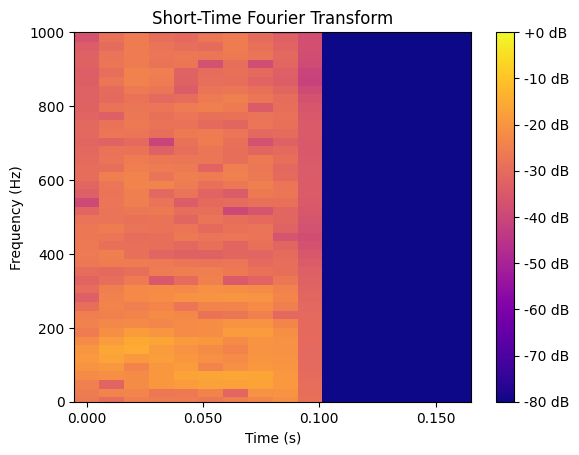 Short-Time Fourier Transform
1000
800
600
400
200
0
Frequency (Hz)
0.000
0.050
0.100
0.150
Time (s)
+0 dB
-10 dB
-20 dB
-30 dB
-40 dB
-50 dB
-60 dB
-70 dB
-80 dB